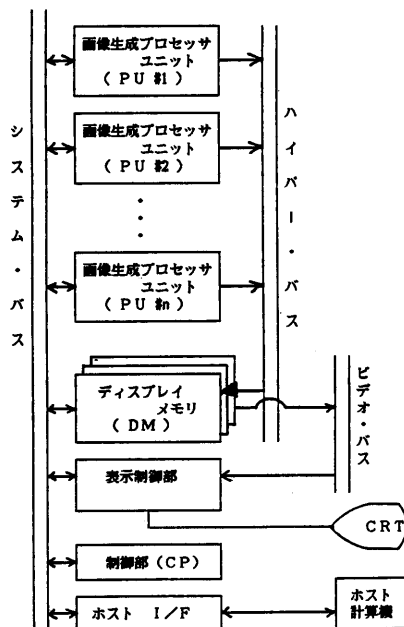 画像生成プロセッサ
ユニット
( PU #1 )
画像生成プロセッサ
ユニット
( PU #2 )
・
・
・
画像生成プロセッサ
ユニット
( PU #n )
ディスプレイ
メモリ
( DM )
表示制御部
制御部 (CP)
ホスト I/F
システム・バス
ハイパー・バス
ビデオ・バス
CRT
ホスト
計算機